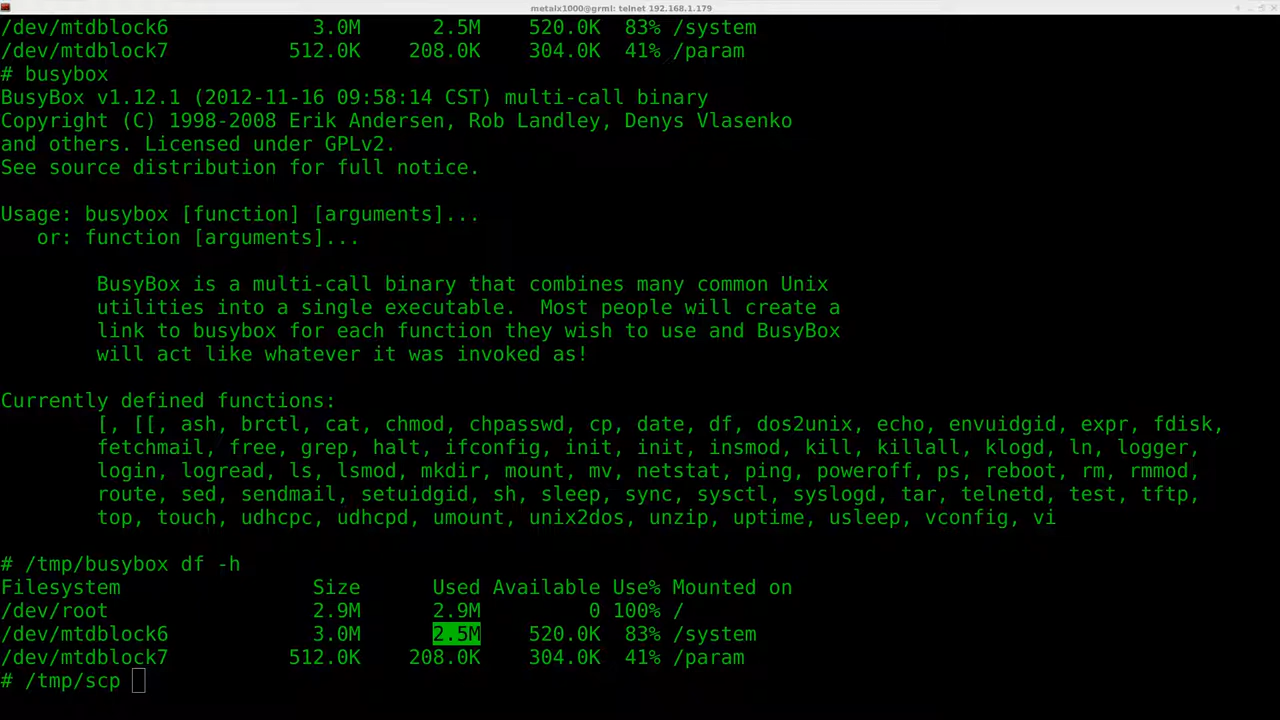 metalx1000@grml: telnet 192.168.1.179
/dev/mtdblock6 3.0M 2.5M 520.0K 83% /system
/dev/mtdblock7 512.0K 208.0K 304.0K 41% /param
# busybox
BusyBox v1.12.1 (2012-11-16 09:58:14 CST) multi-call binary
Copyright (C) 1998-2008 Erik Andersen, Rob Landley, Denys Vlasenko
and others. Licensed under GPLv2.
See source distribution for full notice.
Usage: busybox [function] [arguments]...
or: function [arguments]...
BusyBox is a multi-call binary that combines many common Unix
utilities into a single executable.  Most people will create a
link to busybox for each function they wish to use and BusyBox
will act like whatever it was invoked as!
Currently defined functions:
[, [[, ash, brctl, cat, chmod, chpasswd, cp, date, df, dos2unix, echo, envuidgid, expr, fdisk,
fetchmail, free, grep, halt, ifconfig, init, init, insmod, kill, killall, klogd, ln, logger,
login, logread, ls, lsmod, mkdir, mount, mv, netstat, ping, poweroff, ps, reboot, rm, rmmod,
route, sed, sendmail, setuidgid, sh, sleep, sync, sysctl, syslogd, tar, telnetd, test, tftp,
top, touch, udhcpc, udhcpd, umount, unix2dos, unzip, uptime, usleep, vconfig, vi
# /tmp/busybox df -h
Filesystem Size Used Available Use% Mounted on
/dev/root 2.9M 2.9M 0 100% /
/dev/mtdblock6 3.0M 2.5M 520.0K 83% /system
/dev/mtdblock7 512.0K 208.0K 304.0K 41% /param
# /tmp/scp